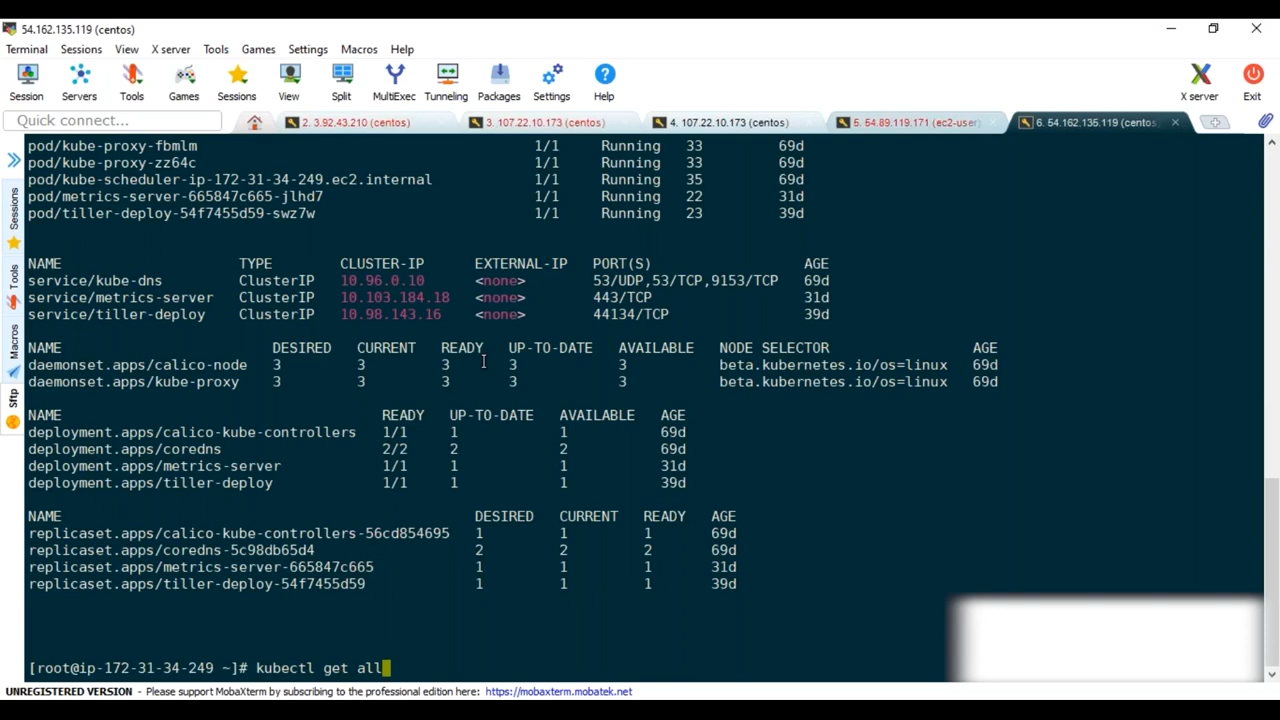 54.162.135.119 (centos)
Terminal Sessions View X server Tools Games Settings Macros Help
Session Servers Tools Games Sessions View Split MultiExec Tunneling Packages Settings Help X server Exit
Quick connect... 2. 3.92.43.210 (centos) 3. 107.22.10.173 (centos) 4. 107.22.10.173 (centos) 5. 54.89.119.171 (ec2-user) 6. 54.162.135.119 (centos)
Sessions
Tools
Macros
Sftp
pod/kube-proxy-fbmlm 1/1 Running 33 69d
pod/kube-proxy-zz64c 1/1 Running 33 69d
pod/kube-scheduler-ip-172-31-34-249.ec2.internal 1/1 Running 35 69d
pod/metrics-server-665847c665-jlhd7 1/1 Running 22 31d
pod/tiller-deploy-54f7455d59-swz7w 1/1 Running 23 39d
NAME TYPE CLUSTER-IP EXTERNAL-IP PORT(S) AGE
service/kube-dns ClusterIP 10.96.0.10 <none> 53/UDP,53/TCP,9153/TCP 69d
service/metrics-server ClusterIP 10.103.184.18 <none> 443/TCP 31d
service/tiller-deploy ClusterIP 10.98.143.16 <none> 44134/TCP 39d
NAME DESIRED CURRENT READY UP-TO-DATE AVAILABLE NODE SELECTOR AGE
daemonset.apps/calico-node 3 3 3 3 3 beta.kubernetes.io/os=linux 69d
daemonset.apps/kube-proxy 3 3 3 3 3 beta.kubernetes.io/os=linux 69d
NAME READY UP-TO-DATE AVAILABLE AGE
deployment.apps/calico-kube-controllers 1/1 1 1 69d
deployment.apps/coredns 2/2 2 2 69d
deployment.apps/metrics-server 1/1 1 1 31d
deployment.apps/tiller-deploy 1/1 1 1 39d
NAME DESIRED CURRENT READY AGE
replicaset.apps/calico-kube-controllers-56cd854695 1 1 1 69d
replicaset.apps/coredns-5c98db65d4 2 2 2 69d
replicaset.apps/metrics-server-665847c665 1 1 1 31d
replicaset.apps/tiller-deploy-54f7455d59 1 1 1 39d
[root@ip-172-31-34-249 ~]# kubectl get all
UNREGISTERED VERSION - Please support MobaXterm by subscribing to the professional edition here: https://mobaxterm.mobatek.net